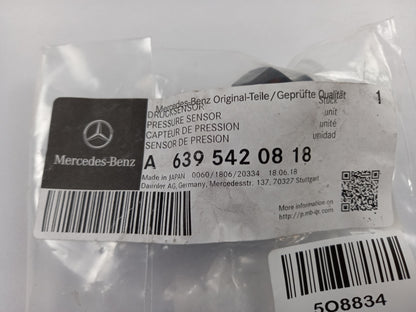 Mercedes-Benz Original-Teile/Geprüfte Qualität
DRUCKSENSOR
PRESSURE SENSOR
CAPTEUR DE PRESSION
SENSOR DE PRESION
Stück
unit
unité
unidad
1
Mercedes-Benz
A 639 542 08 18
Made in JAPAN 0060/1806/20334 18.06.18
Daimler AG, Germany, Mercedesstr. 137, 70327 Stuttgart
More information on
http://p.mb-qr.com
508834